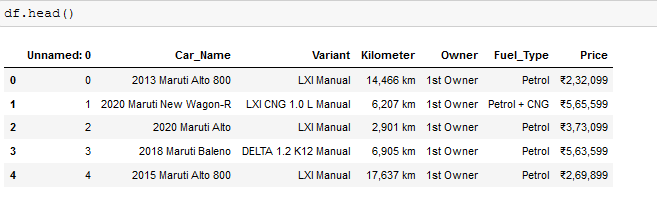 df.head()
Unnamed: 0 Car_Name Variant Kilometer Owner Fuel_Type Price
0 0 2013 Maruti Alto 800 LXI Manual 14,466 km 1st Owner Petrol ₹2,32,099
1 1 2020 Maruti New Wagon-R LXI CNG 1.0 L Manual 6,207 km 1st Owner Petrol + CNG ₹5,65,599
2 2 2020 Maruti Alto LXI Manual 2,901 km 1st Owner Petrol ₹3,73,099
3 3 2018 Maruti Baleno DELTA 1.2 K12 Manual 6,905 km 1st Owner Petrol ₹5,63,599
4 4 2015 Maruti Alto 800 LXI Manual 17,637 km 1st Owner Petrol ₹2,69,899